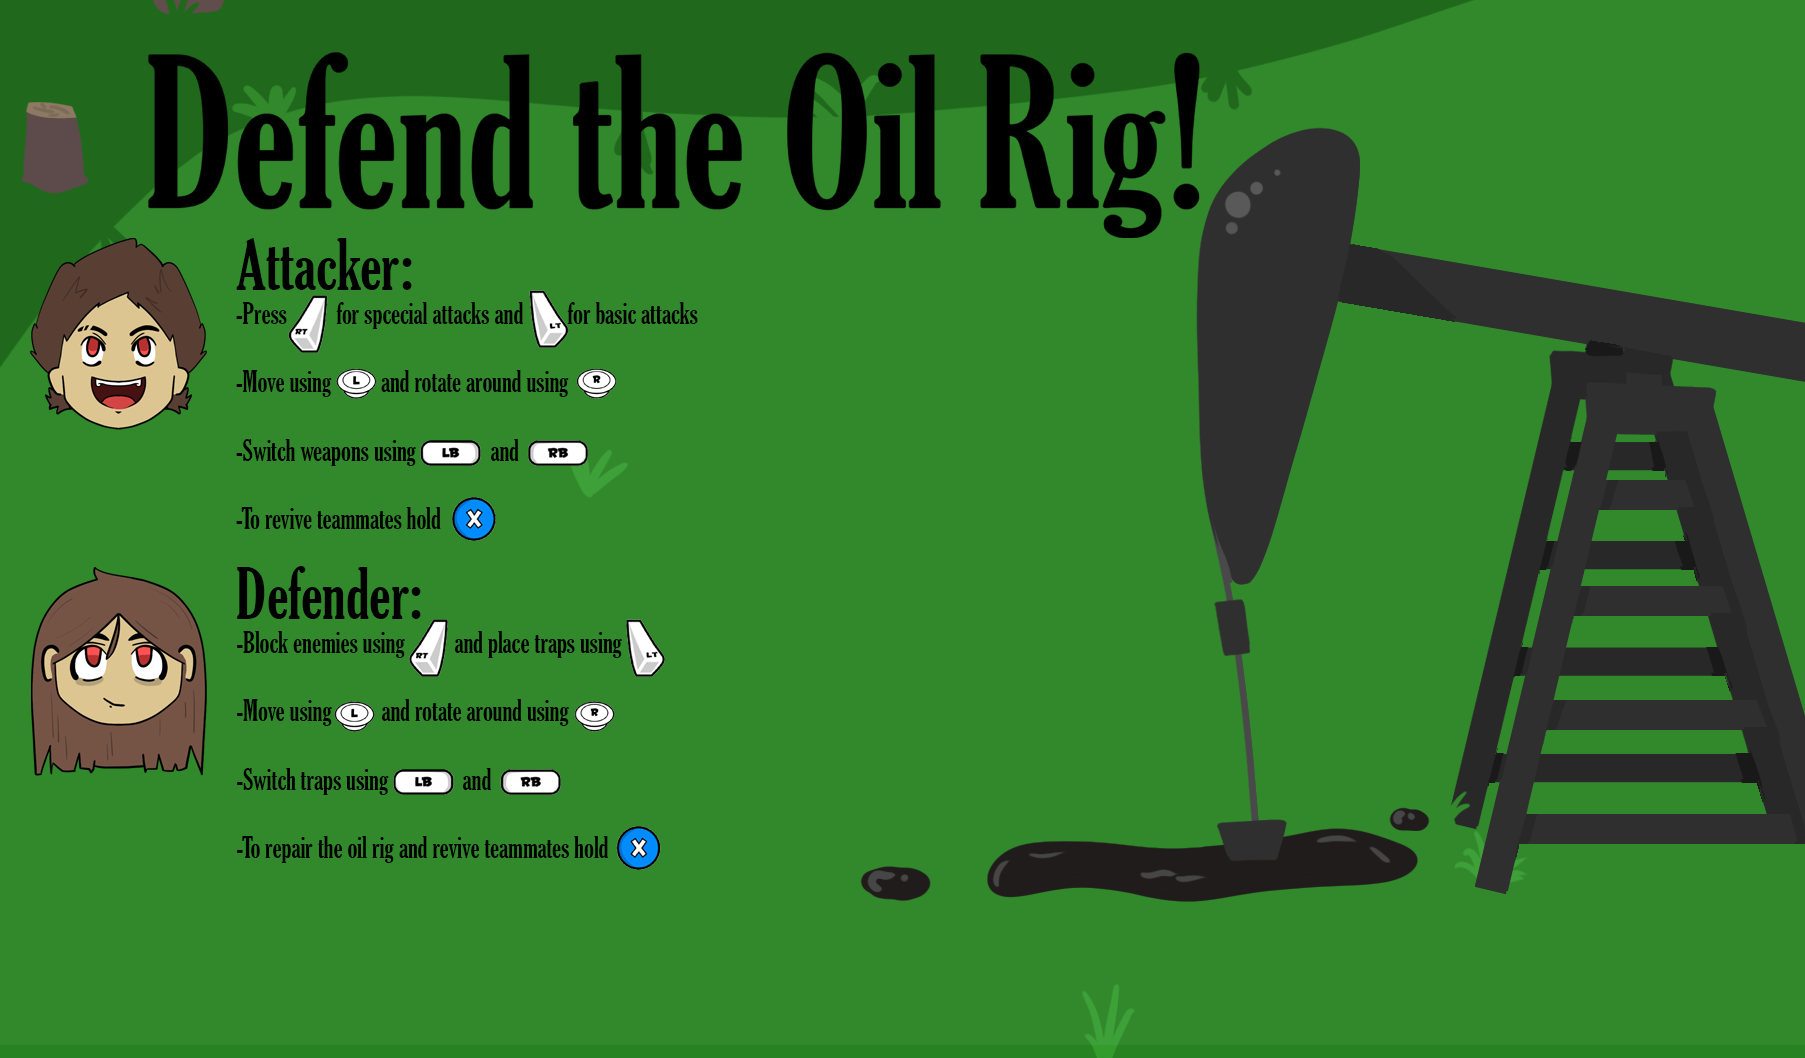 Defend the Oil Rig!
Attacker:
-Press RT for spcecial attacks and LT for basic attacks
-Move using L and rotate around using R
-Switch weapons using LB and RB
-To revive teammates hold X
Defender:
-Block enemies using RT and place traps using LT
-Move using L and rotate around using R
-Switch traps using LB and RB
-To repair the oil rig and revive teammates hold X